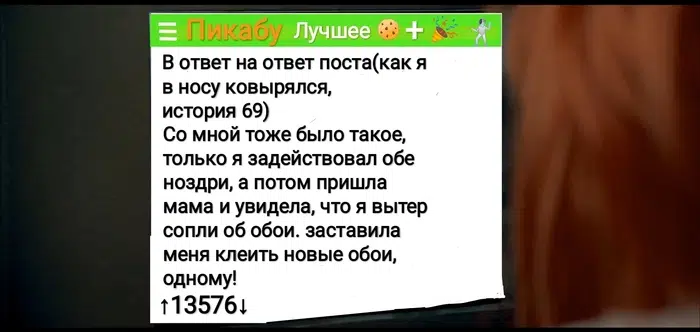 Пикабу Лучшее
В ответ на ответ поста(как я
в носу ковырялся,
история 69)
Со мной тоже было такое,
только я задействовал обе
ноздри, а потом пришла
мама и увидела, что я вытер
сопли об обои. заставила
меня клеить новые обои,
одному!
↑13576↓